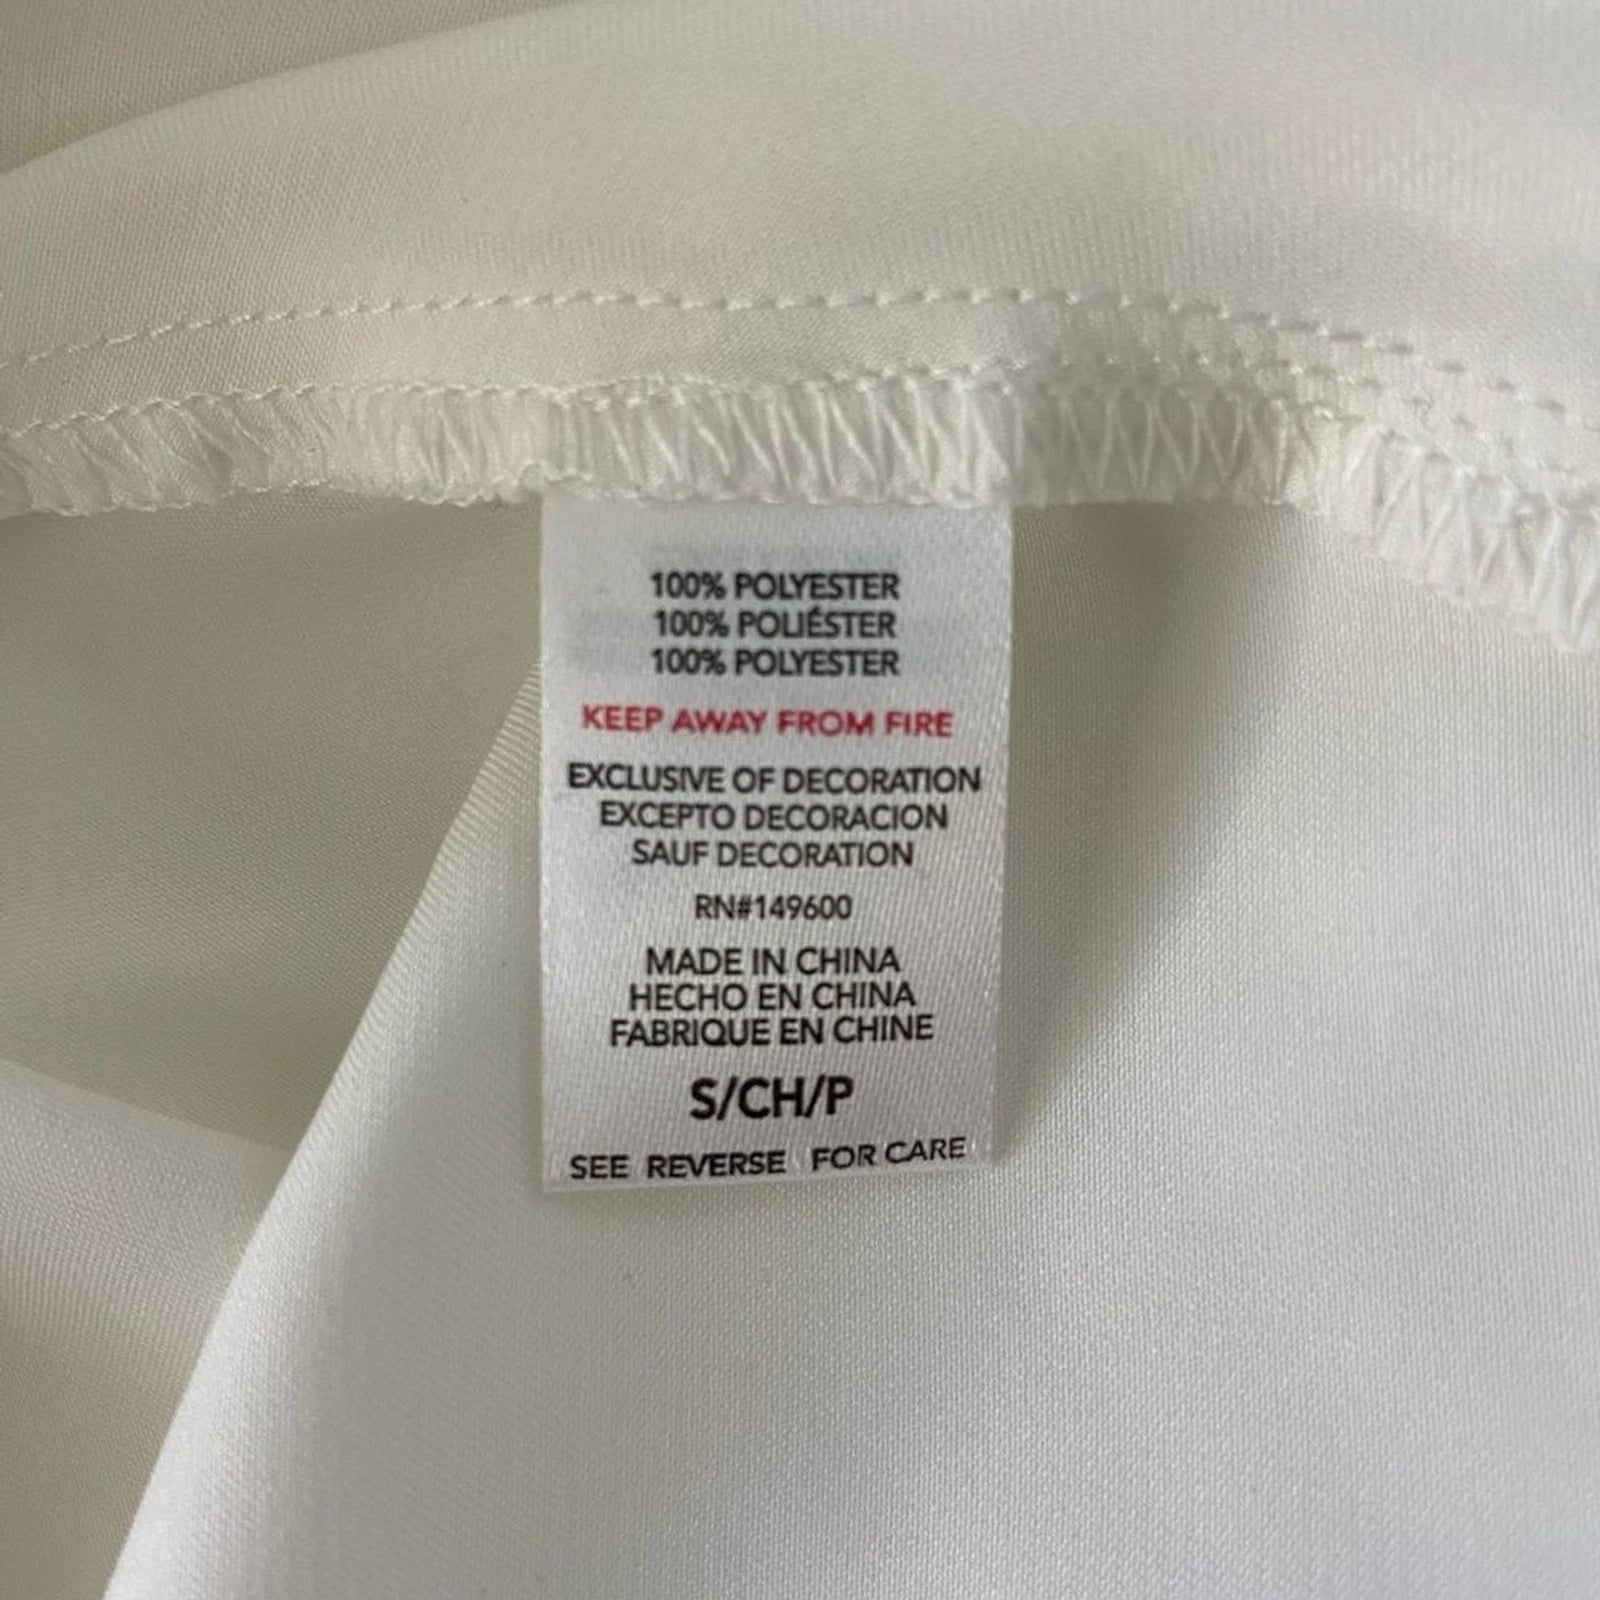 100% POLYESTER
100% POLIÉSTER
100% POLYESTER
KEEP AWAY FROM FIRE
EXCLUSIVE OF DECORATION
EXCEPTO DECORACION
SAUF DECORATION
RN#149600
MADE IN CHINA
HECHO EN CHINA
FABRIQUE EN CHINE
S/CH/P
SEE REVERSE FOR CARE